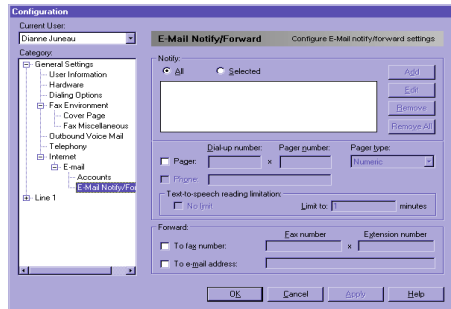 Configuration
Current User:
Dianne Juneau
E-Mail Notify/Forward
Configure E-Mail notify/forward settings
Category:
General Settings
User Information
Hardware
Dialing Options
Fax Environment
Cover Page
Fax Miscellaneous
Outbound Voice Mail
Telephony
Internet
E-mail
Accounts
E-Mail Notify/For
Line 1
Notify:
All
Selected
Add
Edit
Remove
Remove All
Dial-up number:
Pager number:
Pager type:
Pager:
x
Numeric
Phone:
Text-to-speech reading limitation:
No limit
Limit to:
1
minutes
Forward:
Fax number
Extension number
To fax number:
x
To e-mail address:
OK
Cancel
Apply
Help